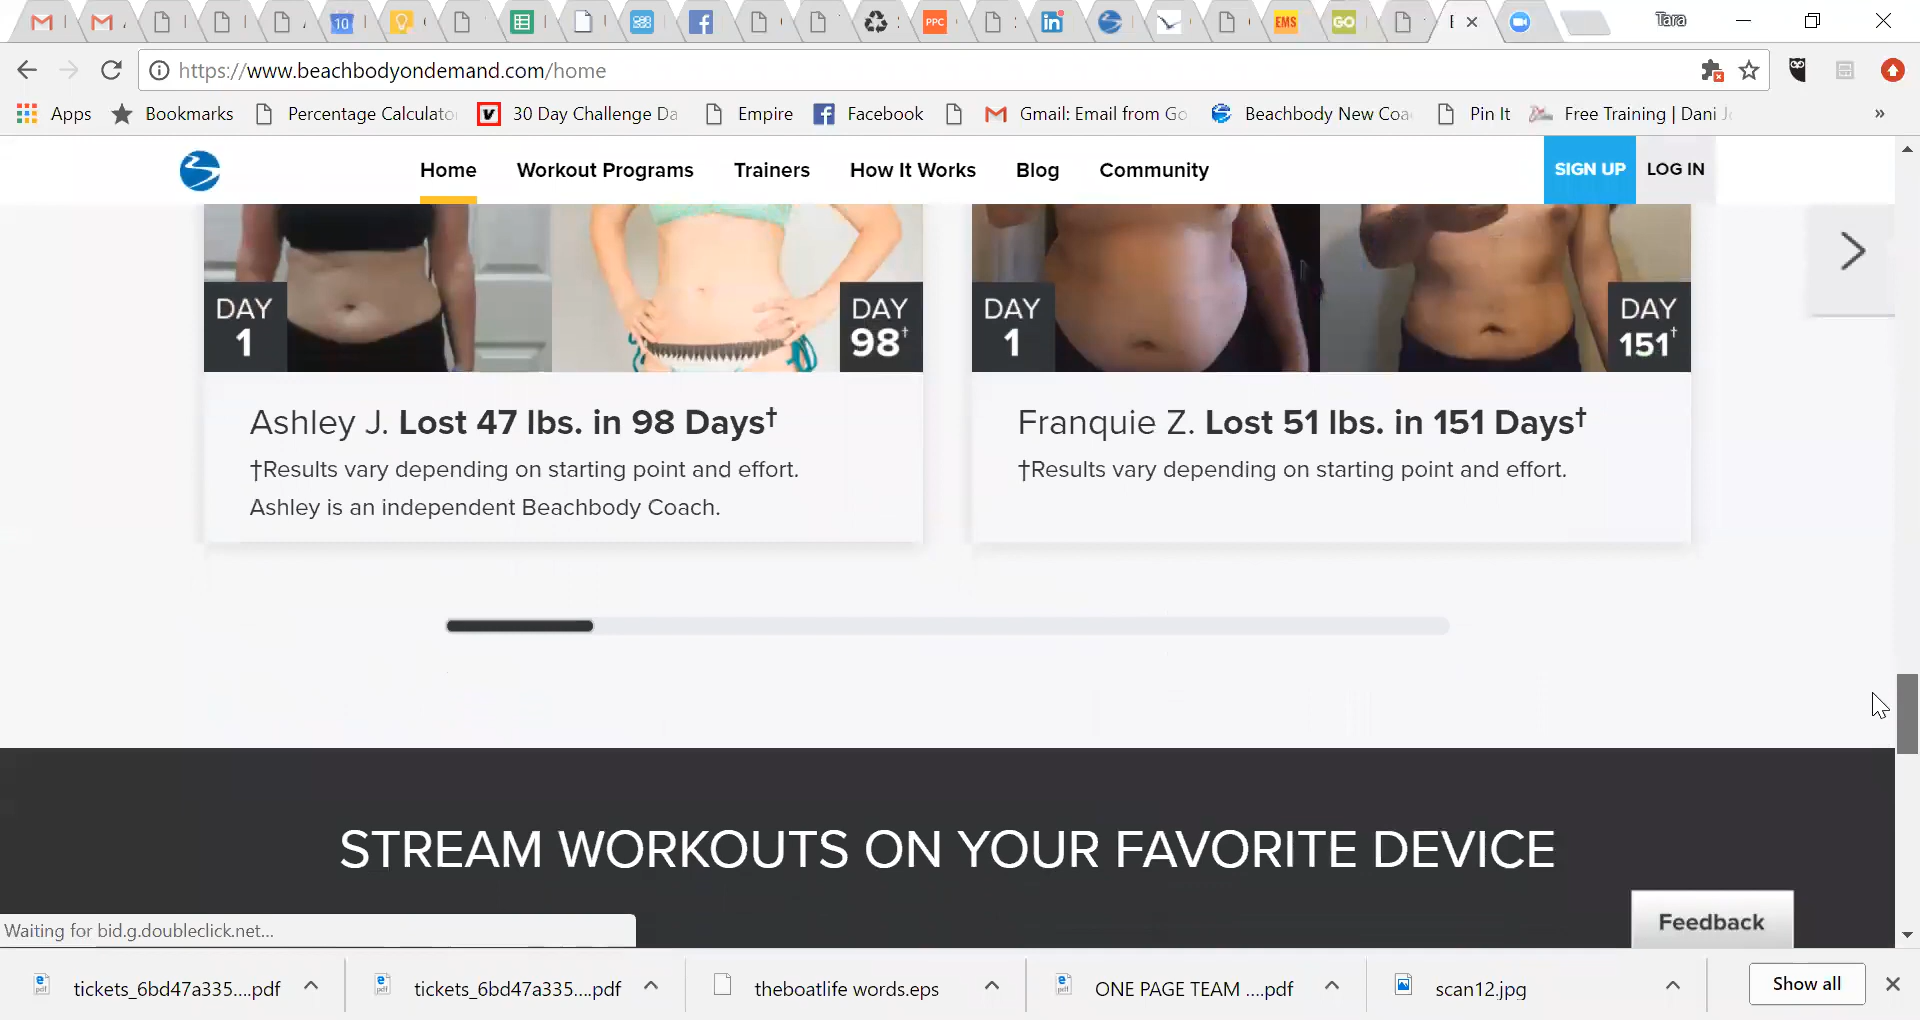 10
PPC
EMS
GO
Tara
https://www.beachbodyondemand.com/home
Apps Bookmarks Percentage Calculato 30 Day Challenge Da Empire Facebook Gmail: Email from Go Beachbody New Coa Pin It Free Training | Dani J »
Home Workout Programs Trainers How It Works Blog Community SIGN UP LOG IN
DAY
1
DAY
98†
DAY
1
DAY
151†
Ashley J. Lost 47 lbs. in 98 Days†
†Results vary depending on starting point and effort.
Ashley is an independent Beachbody Coach.
Franquie Z. Lost 51 lbs. in 151 Days†
†Results vary depending on starting point and effort.
STREAM WORKOUTS ON YOUR FAVORITE DEVICE
Feedback
Waiting for bid.g.doubleclick.net...
tickets_6bd47a335....pdf tickets_6bd47a335....pdf theboatlife words.eps ONE PAGE TEAM ....pdf scan12.jpg Show all